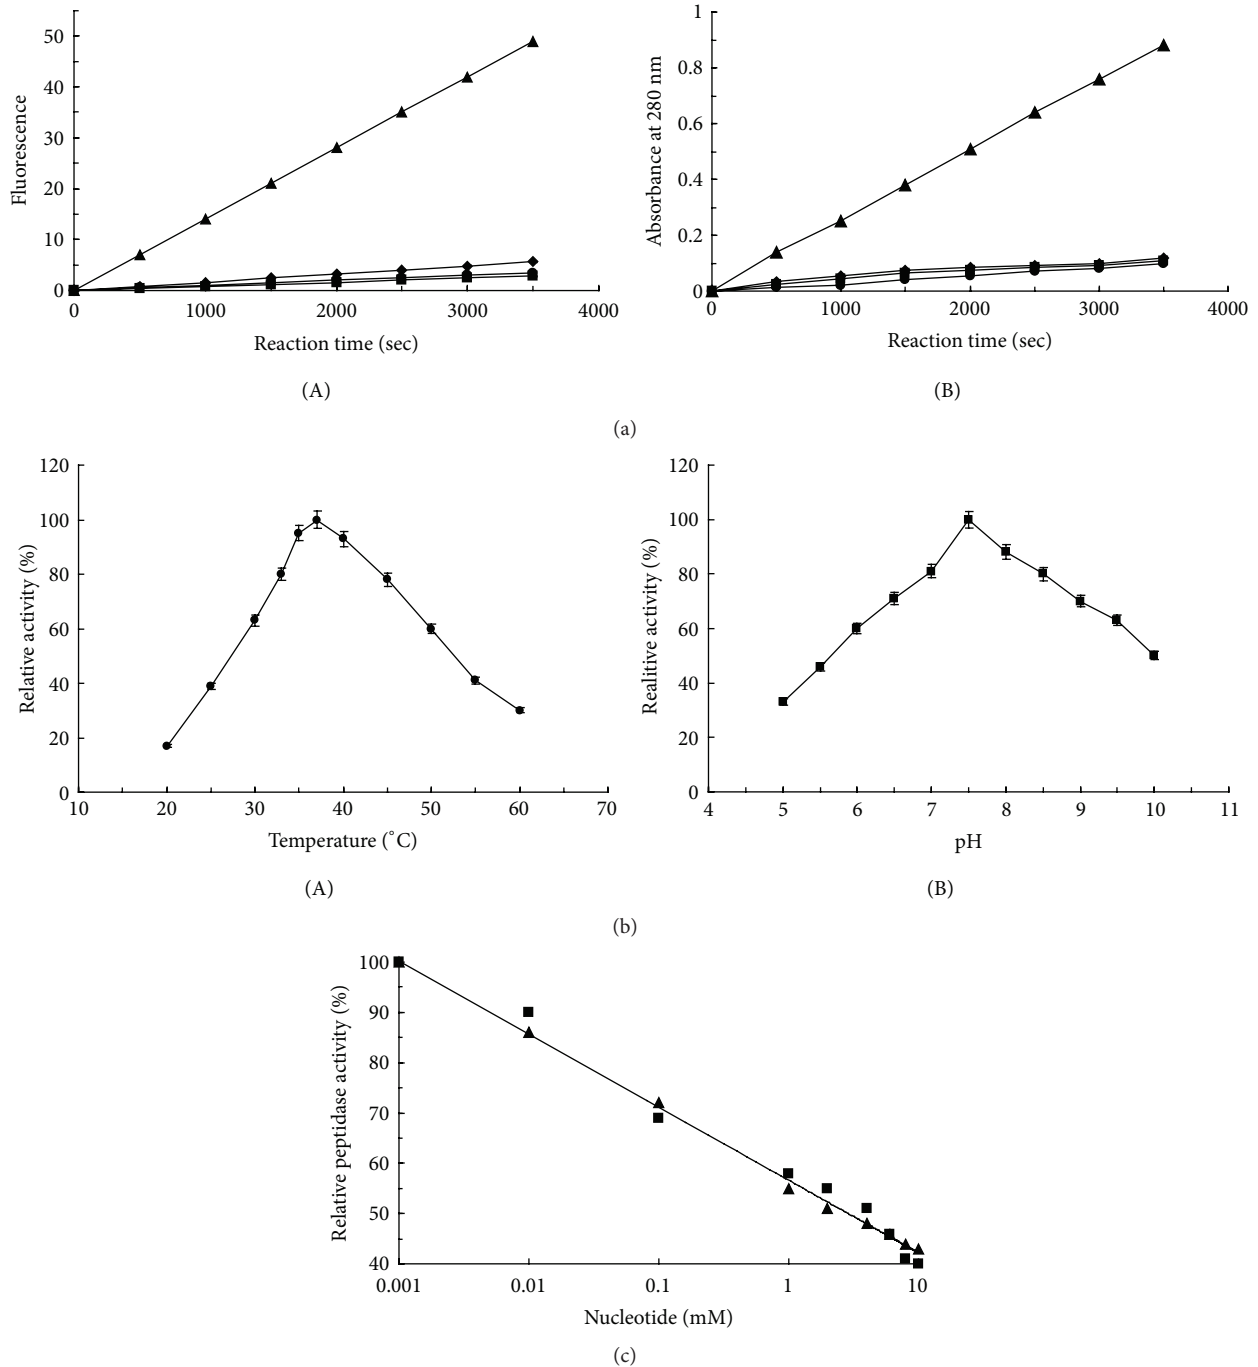 Fluorescence
50
40
30
20
10
0
0 1000 2000 3000 4000
Reaction time (sec)
(A)
Absorbance at 280 nm
1
0.8
0.6
0.4
0.2
0
0 1000 2000 3000 4000
Reaction time (sec)
(B)
(a)
Relative activity (%)
120
100
80
60
40
20
0
10 20 30 40 50 60 70
Temperature (°C)
(A)
Realitive activity (%)
120
100
80
60
40
20
0
4 5 6 7 8 9 10 11
pH
(B)
(b)
Relative peptidase activity (%)
100
90
80
70
60
50
40
0.001 0.01 0.1 1 10
Nucleotide (mM)
(c)